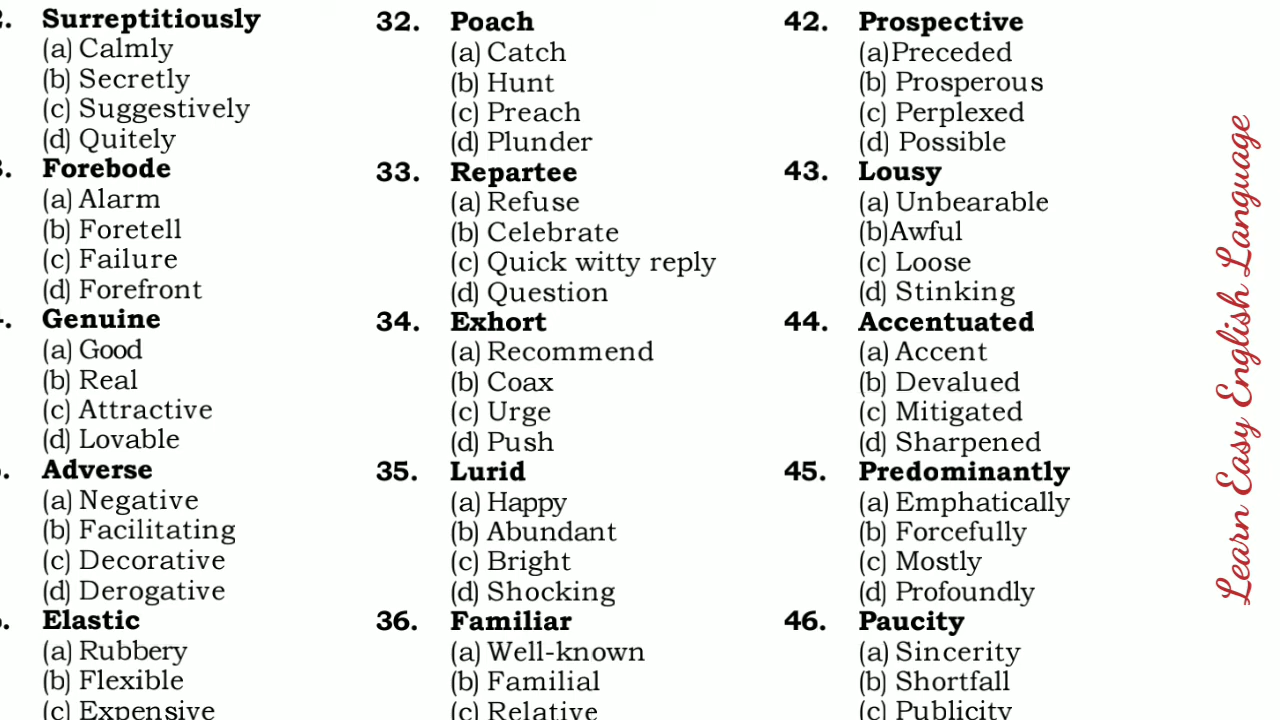 2. Surreptitiously
(a) Calmly
(b) Secretly
(c) Suggestively
(d) Quitely
3. Forebode
(a) Alarm
(b) Foretell
(c) Failure
(d) Forefront
. Genuine
(a) Good
(b) Real
(c) Attractive
(d) Lovable
. Adverse
(a) Negative
(b) Facilitating
(c) Decorative
(d) Derogative
. Elastic
(a) Rubbery
(b) Flexible
(c) Expensive
32. Poach
(a) Catch
(b) Hunt
(c) Preach
(d) Plunder
33. Repartee
(a) Refuse
(b) Celebrate
(c) Quick witty reply
(d) Question
34. Exhort
(a) Recommend
(b) Coax
(c) Urge
(d) Push
35. Lurid
(a) Happy
(b) Abundant
(c) Bright
(d) Shocking
36. Familiar
(a) Well-known
(b) Familial
(c) Relative
42. Prospective
(a)Preceded
(b) Prosperous
(c) Perplexed
(d) Possible
43. Lousy
(a) Unbearable
(b)Awful
(c) Loose
(d) Stinking
44. Accentuated
(a) Accent
(b) Devalued
(c) Mitigated
(d) Sharpened
45. Predominantly
(a) Emphatically
(b) Forcefully
(c) Mostly
(d) Profoundly
46. Paucity
(a) Sincerity
(b) Shortfall
(c) Publicity
Learn Easy English Language